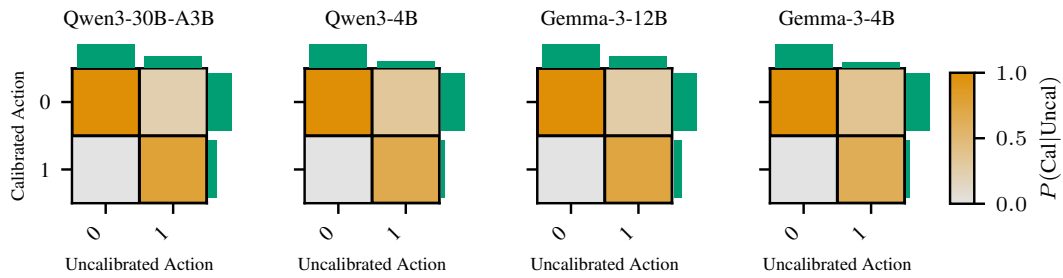 Qwen3-30B-A3B
Qwen3-4B
Gemma-3-12B
Gemma-3-4B
Calibrated Action
0
1
0
1
0
1
0
1
0
1
Uncalibrated Action
Uncalibrated Action
Uncalibrated Action
Uncalibrated Action
1.0
0.5
0.0
P(Cal|Uncal)